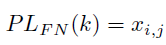 PL_{FN}(k) = x_{i,j}